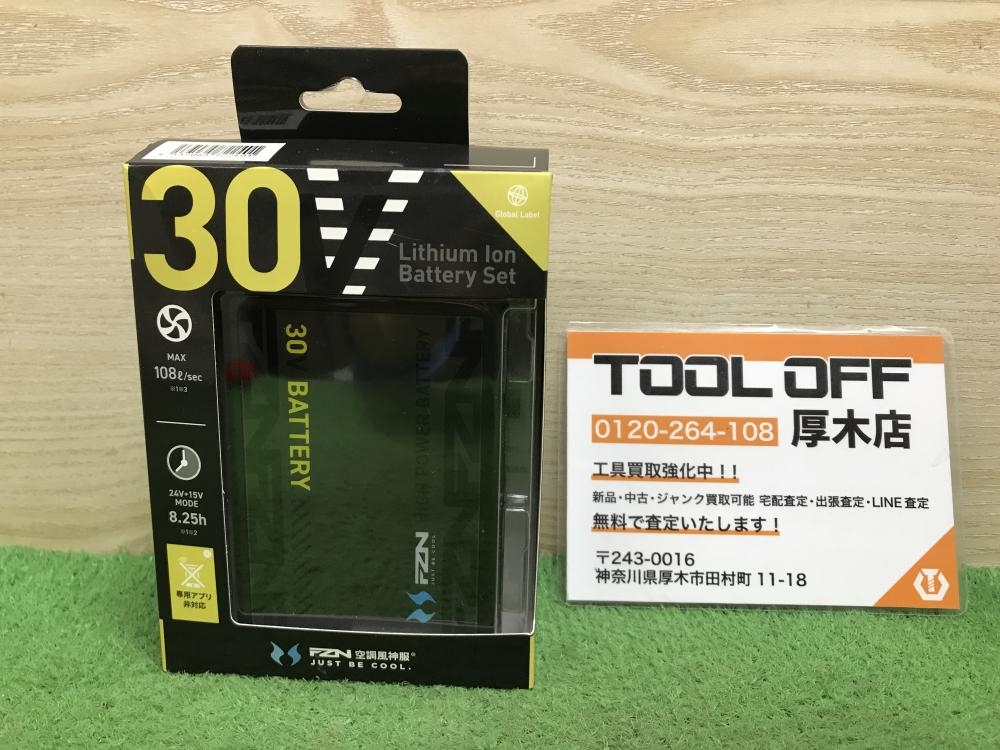 30V
Global Label
Lithium Ion
Battery Set
MAX
108ℓ/sec
※1※3
24V+15V
MODE
8.25h
※1※2
専用アプリ
非対応
30V BATTERY
FZN
JUST BE COOL
FZN 空調風神服®
JUST BE COOL.
TOOL OFF
0120-264-108 厚木店
工具買取強化中！！
新品・中古・ジャンク買取可能 宅配査定・出張査定・LINE査定
無料で査定いたします！
〒243-0016
神奈川県厚木市田村町 11-18